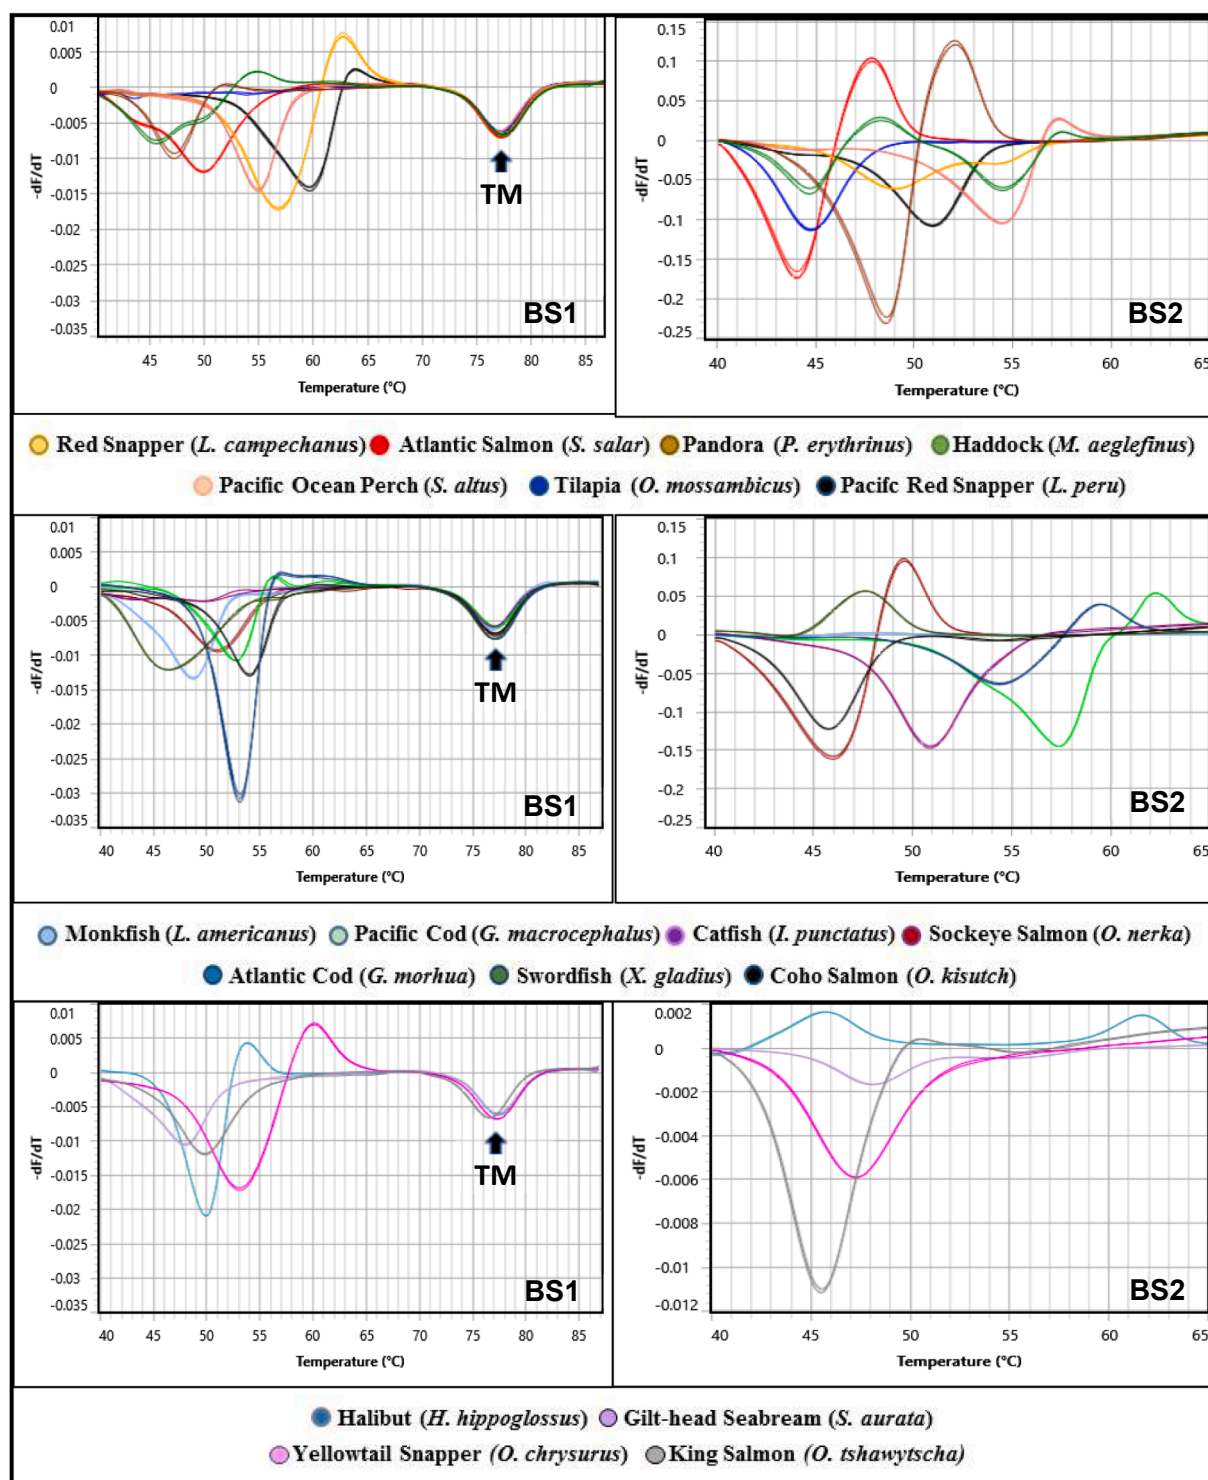 0.01
0.005
0
-0.005
-0.01
-0.015
-0.02
-0.025
-0.03
-0.035
-dF/dT
45 50 55 60 65 70 75 80 85
Temperature (°C)
TM
BS1
0.15
0.1
0.05
0
-0.05
-0.1
-0.15
-0.2
-0.25
-dF/dT
40 45 50 55 60 65
Temperature (°C)
BS2
Red Snapper (L. campechanus) Atlantic Salmon (S. salar) Pandora (P. erythrinus) Haddock (M. aeglefinus)
Pacific Ocean Perch (S. altus) Tilapia (O. mossambicus) Pacifc Red Snapper (L. peru)
0.01
0.005
0
-0.005
-0.01
-0.015
-0.02
-0.025
-0.03
-0.035
-dF/dT
40 45 50 55 60 65 70 75 80 85
Temperature (°C)
TM
BS1
0.15
0.1
0.05
0
-0.05
-0.1
-0.15
-0.2
-0.25
-dF/dT
40 45 50 55 60 65
Temperature (°C)
BS2
Monkfish (L. americanus) Pacific Cod (G. macrocephalus) Catfish (I. punctatus) Sockeye Salmon (O. nerka)
Atlantic Cod (G. morhua) Swordfish (X. gladius) Coho Salmon (O. kisutch)
0.01
0.005
0
-0.005
-0.01
-0.015
-0.02
-0.025
-0.03
-0.035
-dF/dT
40 45 50 55 60 65 70 75 80 85
Temperature (°C)
TM
BS1
0.002
0
-0.002
-0.004
-0.006
-0.008
-0.01
-0.012
-dF/dT
40 45 50 55 60 65
Temperature (°C)
BS2
Halibut (H. hippoglossus) Gilt-head Seabream (S. aurata)
Yellowtail Snapper (O. chrysurus) King Salmon (O. tshawytscha)